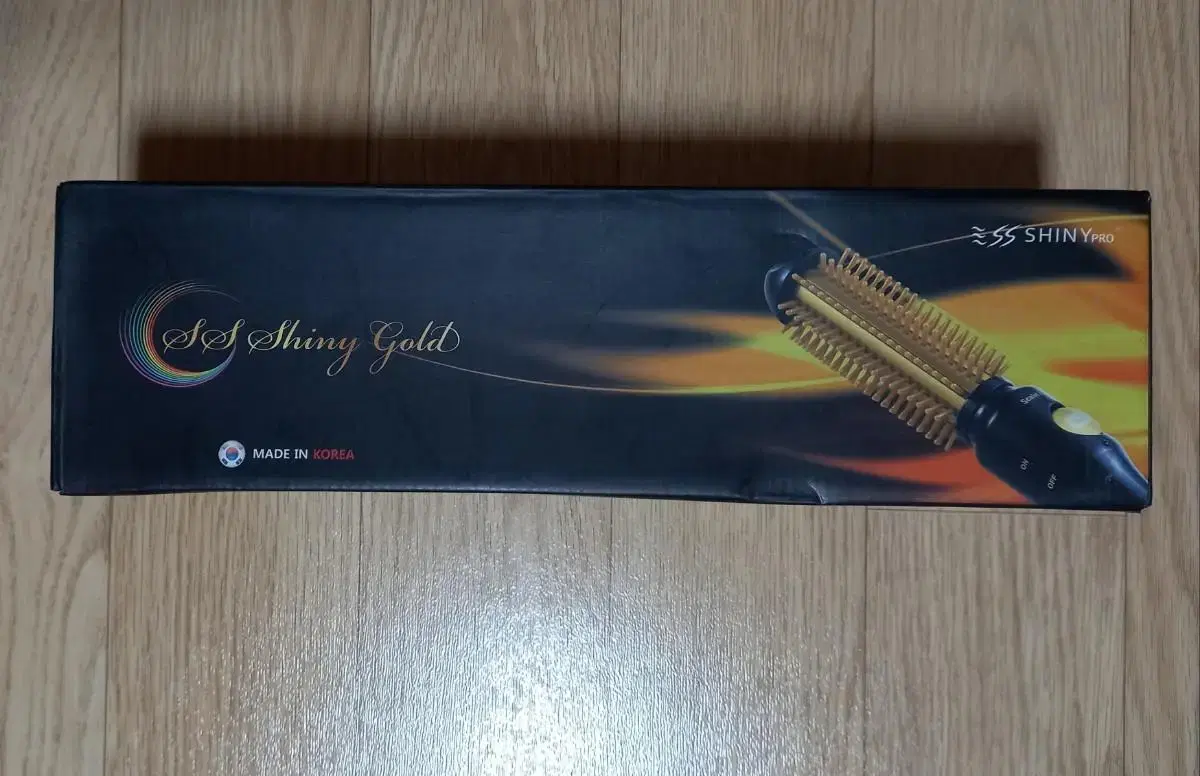 SS SHINY PRO
SS Shiny Gold
MADE IN KOREA
ON
OFF